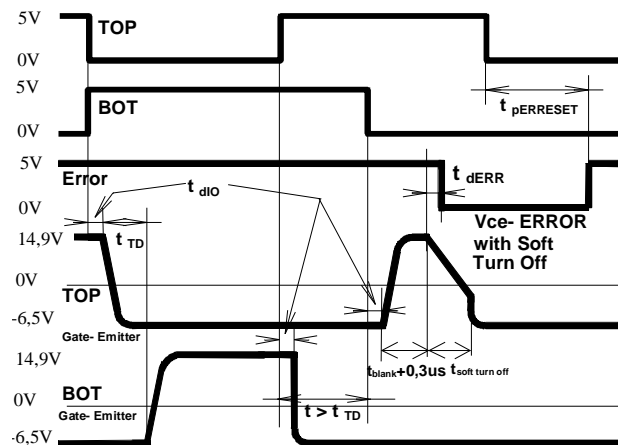 5V
TOP
0V
5V
BOT
t pERRESET
0V
5V
Error
t dIO
t dERR
0V
Vce- ERROR
with Soft
Turn Off
14,9V
t TD
0V
TOP
-6,5V
Gate- Emitter
14,9V
tblank+0,3us
tsoft turn off
BOT
0V
t > t TD
Gate- Emitter
-6,5V